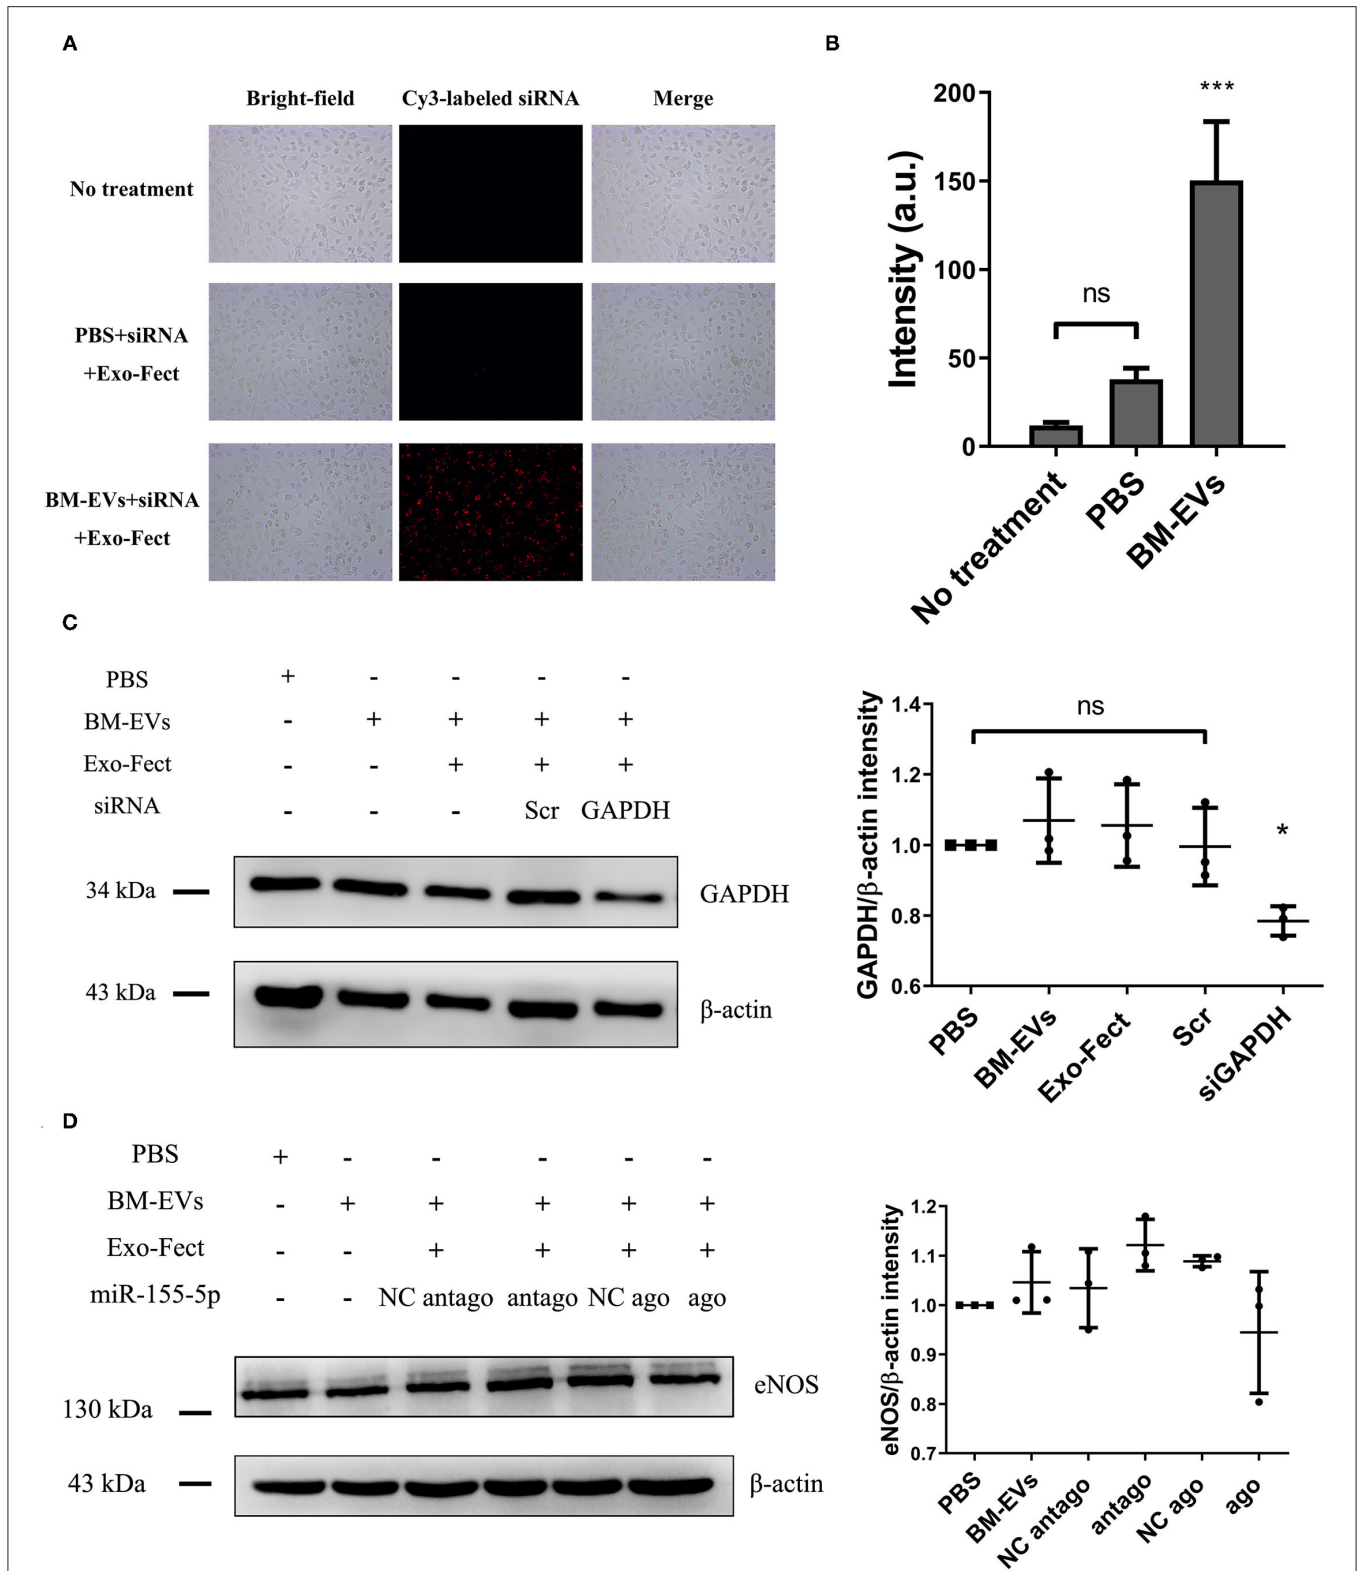 A
Bright-field Cy3-labeled siRNA Merge
No treatment
PBS+siRNA
+Exo-Fect
BM-EVs+siRNA
+Exo-Fect
B
Intensity (a.u.)
200
150
100
50
0
***
ns
No treatment
PBS
BM-EVs
C
PBS + - - - -
BM-EVs - + + + +
Exo-Fect - - + + +
siRNA - - - Scr GAPDH
34 kDa GAPDH
43 kDa β-actin
GAPDH/β-actin intensity
1.4
1.2
1.0
0.8
0.6
ns
*
PBS
BM-EVs
Exo-Fect
Scr
siGAPDH
D
PBS + - - - - -
BM-EVs - + + + + +
Exo-Fect - - + + + +
miR-155-5p - - NC antago antago NC ago ago
130 kDa eNOS
43 kDa β-actin
eNOS/β-actin intensity
1.2
1.1
1.0
0.9
0.8
0.7
PBS
BM-EVs
NC antago
antago
NC ago
ago